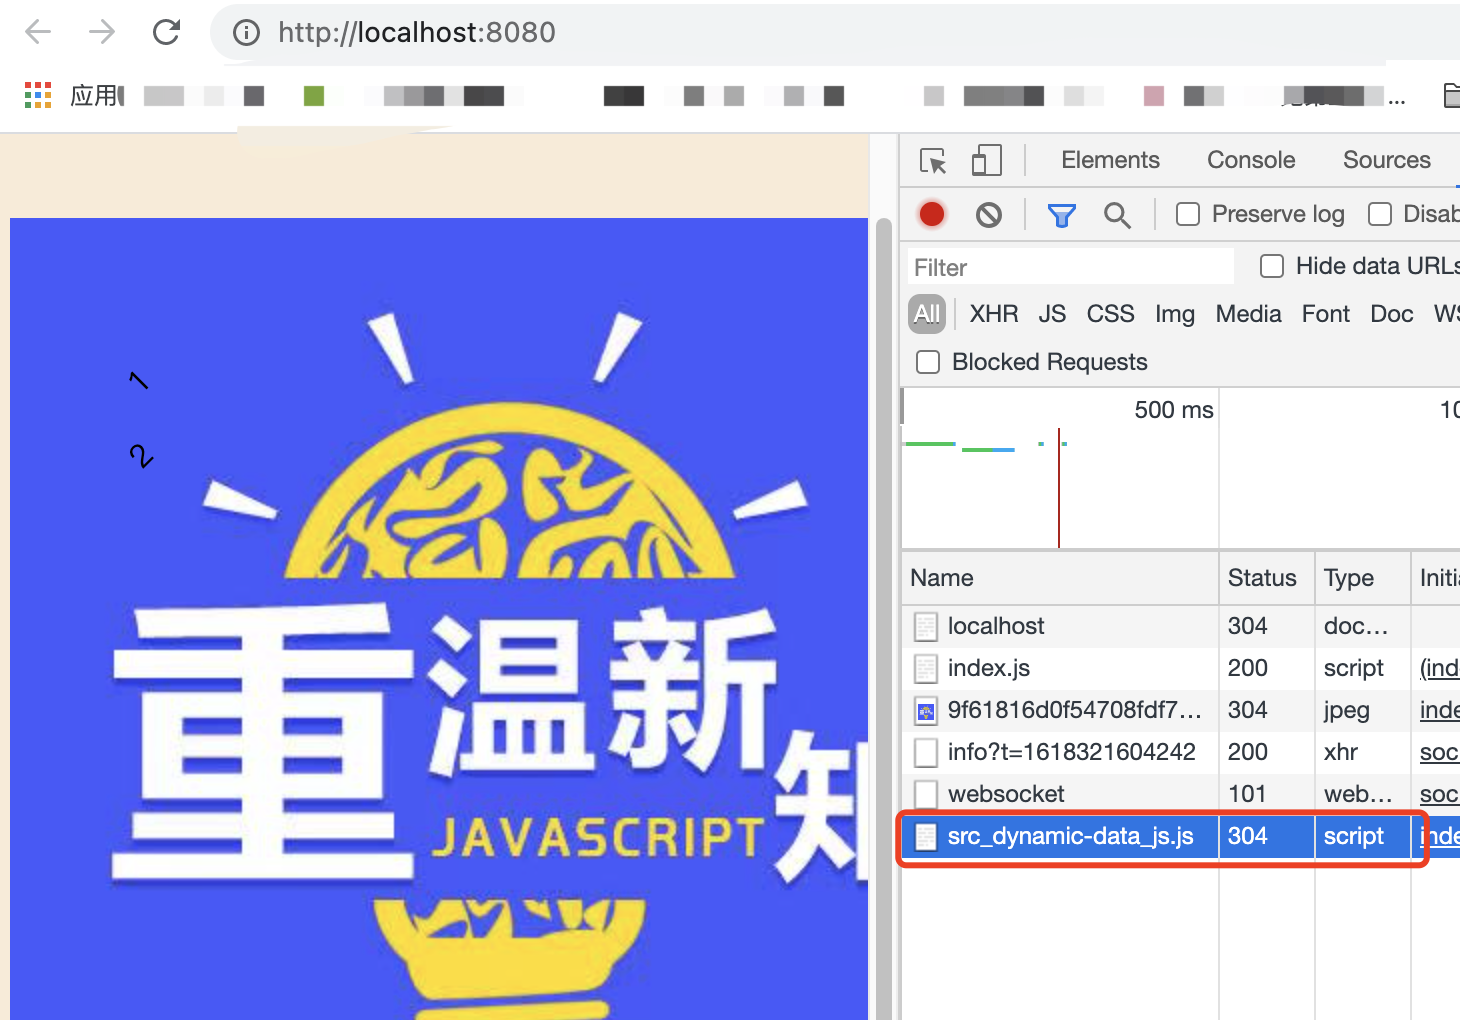 http://localhost:8080
应用
...
Elements Console Sources
Preserve log Disab
Filter Hide data URLs
All XHR JS CSS Img Media Font Doc WS
Blocked Requests
500 ms 10
Name Status Type Initi
localhost 304 doc...
index.js 200 script (ind
9f61816d0f54708fdf7... 304 jpeg inde
info?t=1618321604242 200 xhr soc
websocket 101 web... soc
src_dynamic-data_js.js 304 script inde
1
2
重温新知
JAVASCRIPT